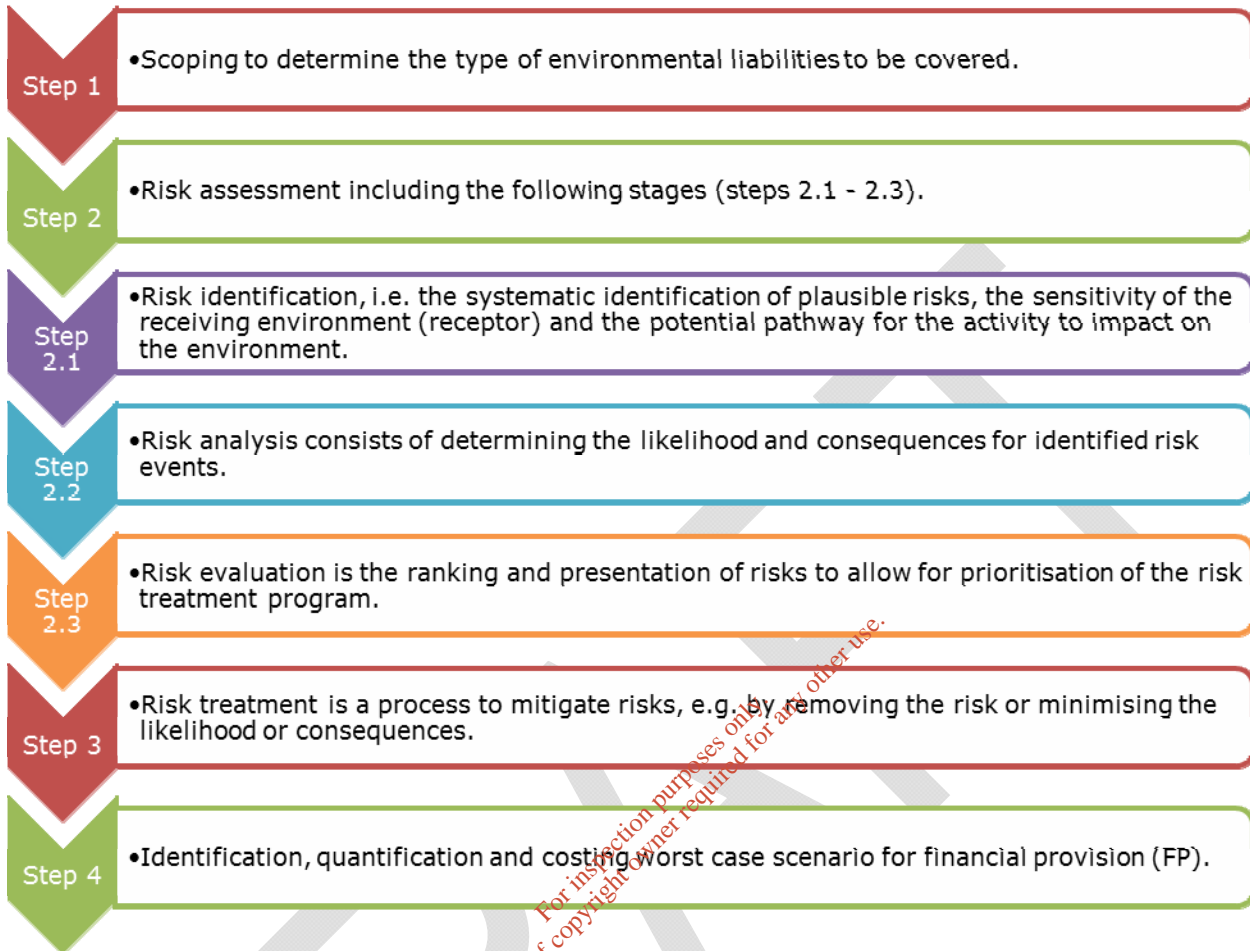 Step 1
•Scoping to determine the type of environmental liabilities to be covered.
Step 2
•Risk assessment including the following stages (steps 2.1 - 2.3).
Step
2.1
•Risk identification, i.e. the systematic identification of plausible risks, the sensitivity of the
receiving environment (receptor) and the potential pathway for the activity to impact on
the environment.
Step
2.2
•Risk analysis consists of determining the likelihood and consequences for identified risk
events.
Step
2.3
•Risk evaluation is the ranking and presentation of risks to allow for prioritisation of the risk
treatment program.
Step 3
•Risk treatment is a process to mitigate risks, e.g. by removing the risk or minimising the
likelihood or consequences.
Step 4
•Identification, quantification and costing worst case scenario for financial provision (FP).
For inspection purposes only.
copyright owner required for any other use.